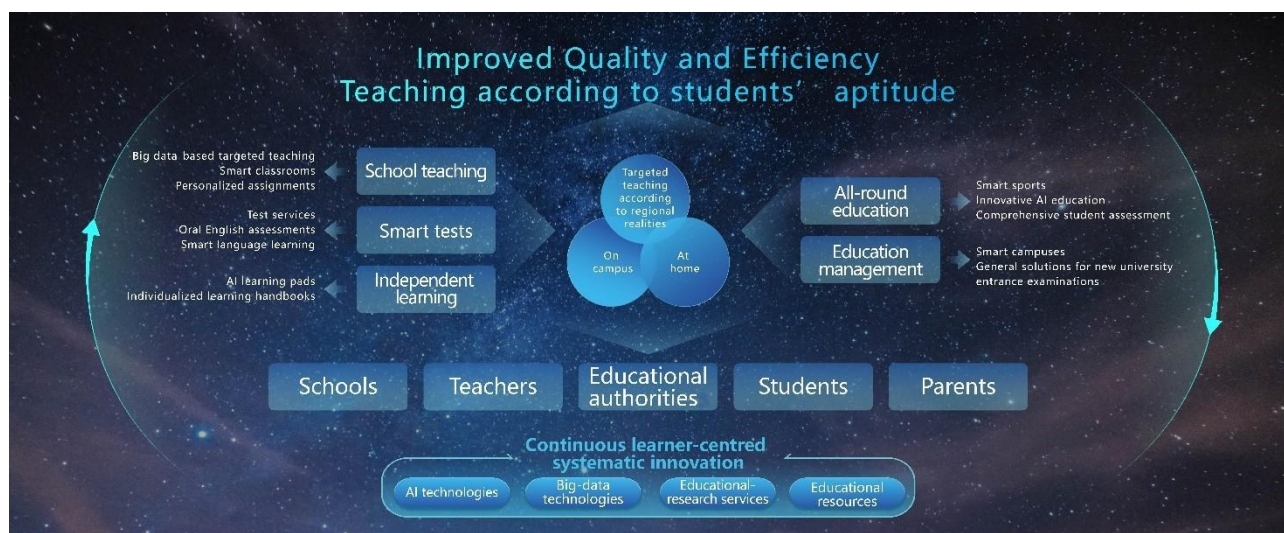 Improved Quality and Efficiency
Teaching according to students' aptitude
Big data based targeted teaching
Smart classrooms
Personalized assignments
School teaching
Test services
Oral English assessments
Smart language learning
Smart tests
AI learning pads
Individualized learning handbooks
Independent
learning
Targeted
teaching
according
to regional
realities
On
campus
At
home
All-round
education
Smart sports
Innovative AI education
Comprehensive student assessment
Education
management
Smart campuses
General solutions for new university
entrance examinations
Schools
Teachers
Educational
authorities
Students
Parents
Continuous learner-centred
systematic innovation
AI technologies
Big-data
technologies
Educational-
research services
Educational
resources